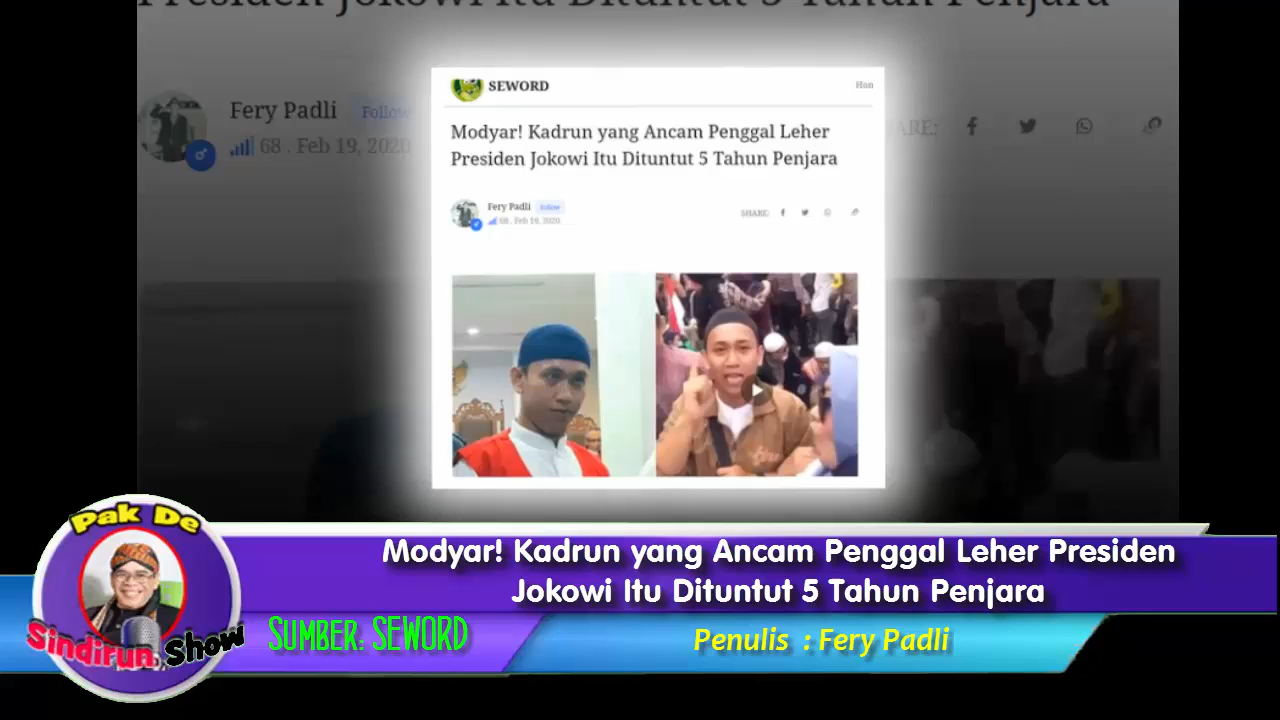 Presiden Jokowi Itu Dituntut 5 Tahun Penjara
Fery Padli Follow
68 . Feb 19, 2020
ARE:
SEWORD
Hon
Modyar! Kadrun yang Ancam Penggal Leher
Presiden Jokowi Itu Dituntut 5 Tahun Penjara
Fery Padli Follow
68 . Feb 19, 2020
SHARE:
Pak De
Sindirun Show
Modyar! Kadrun yang Ancam Penggal Leher Presiden
Jokowi Itu Dituntut 5 Tahun Penjara
SUMBER: SEWORD
Penulis : Fery Padli